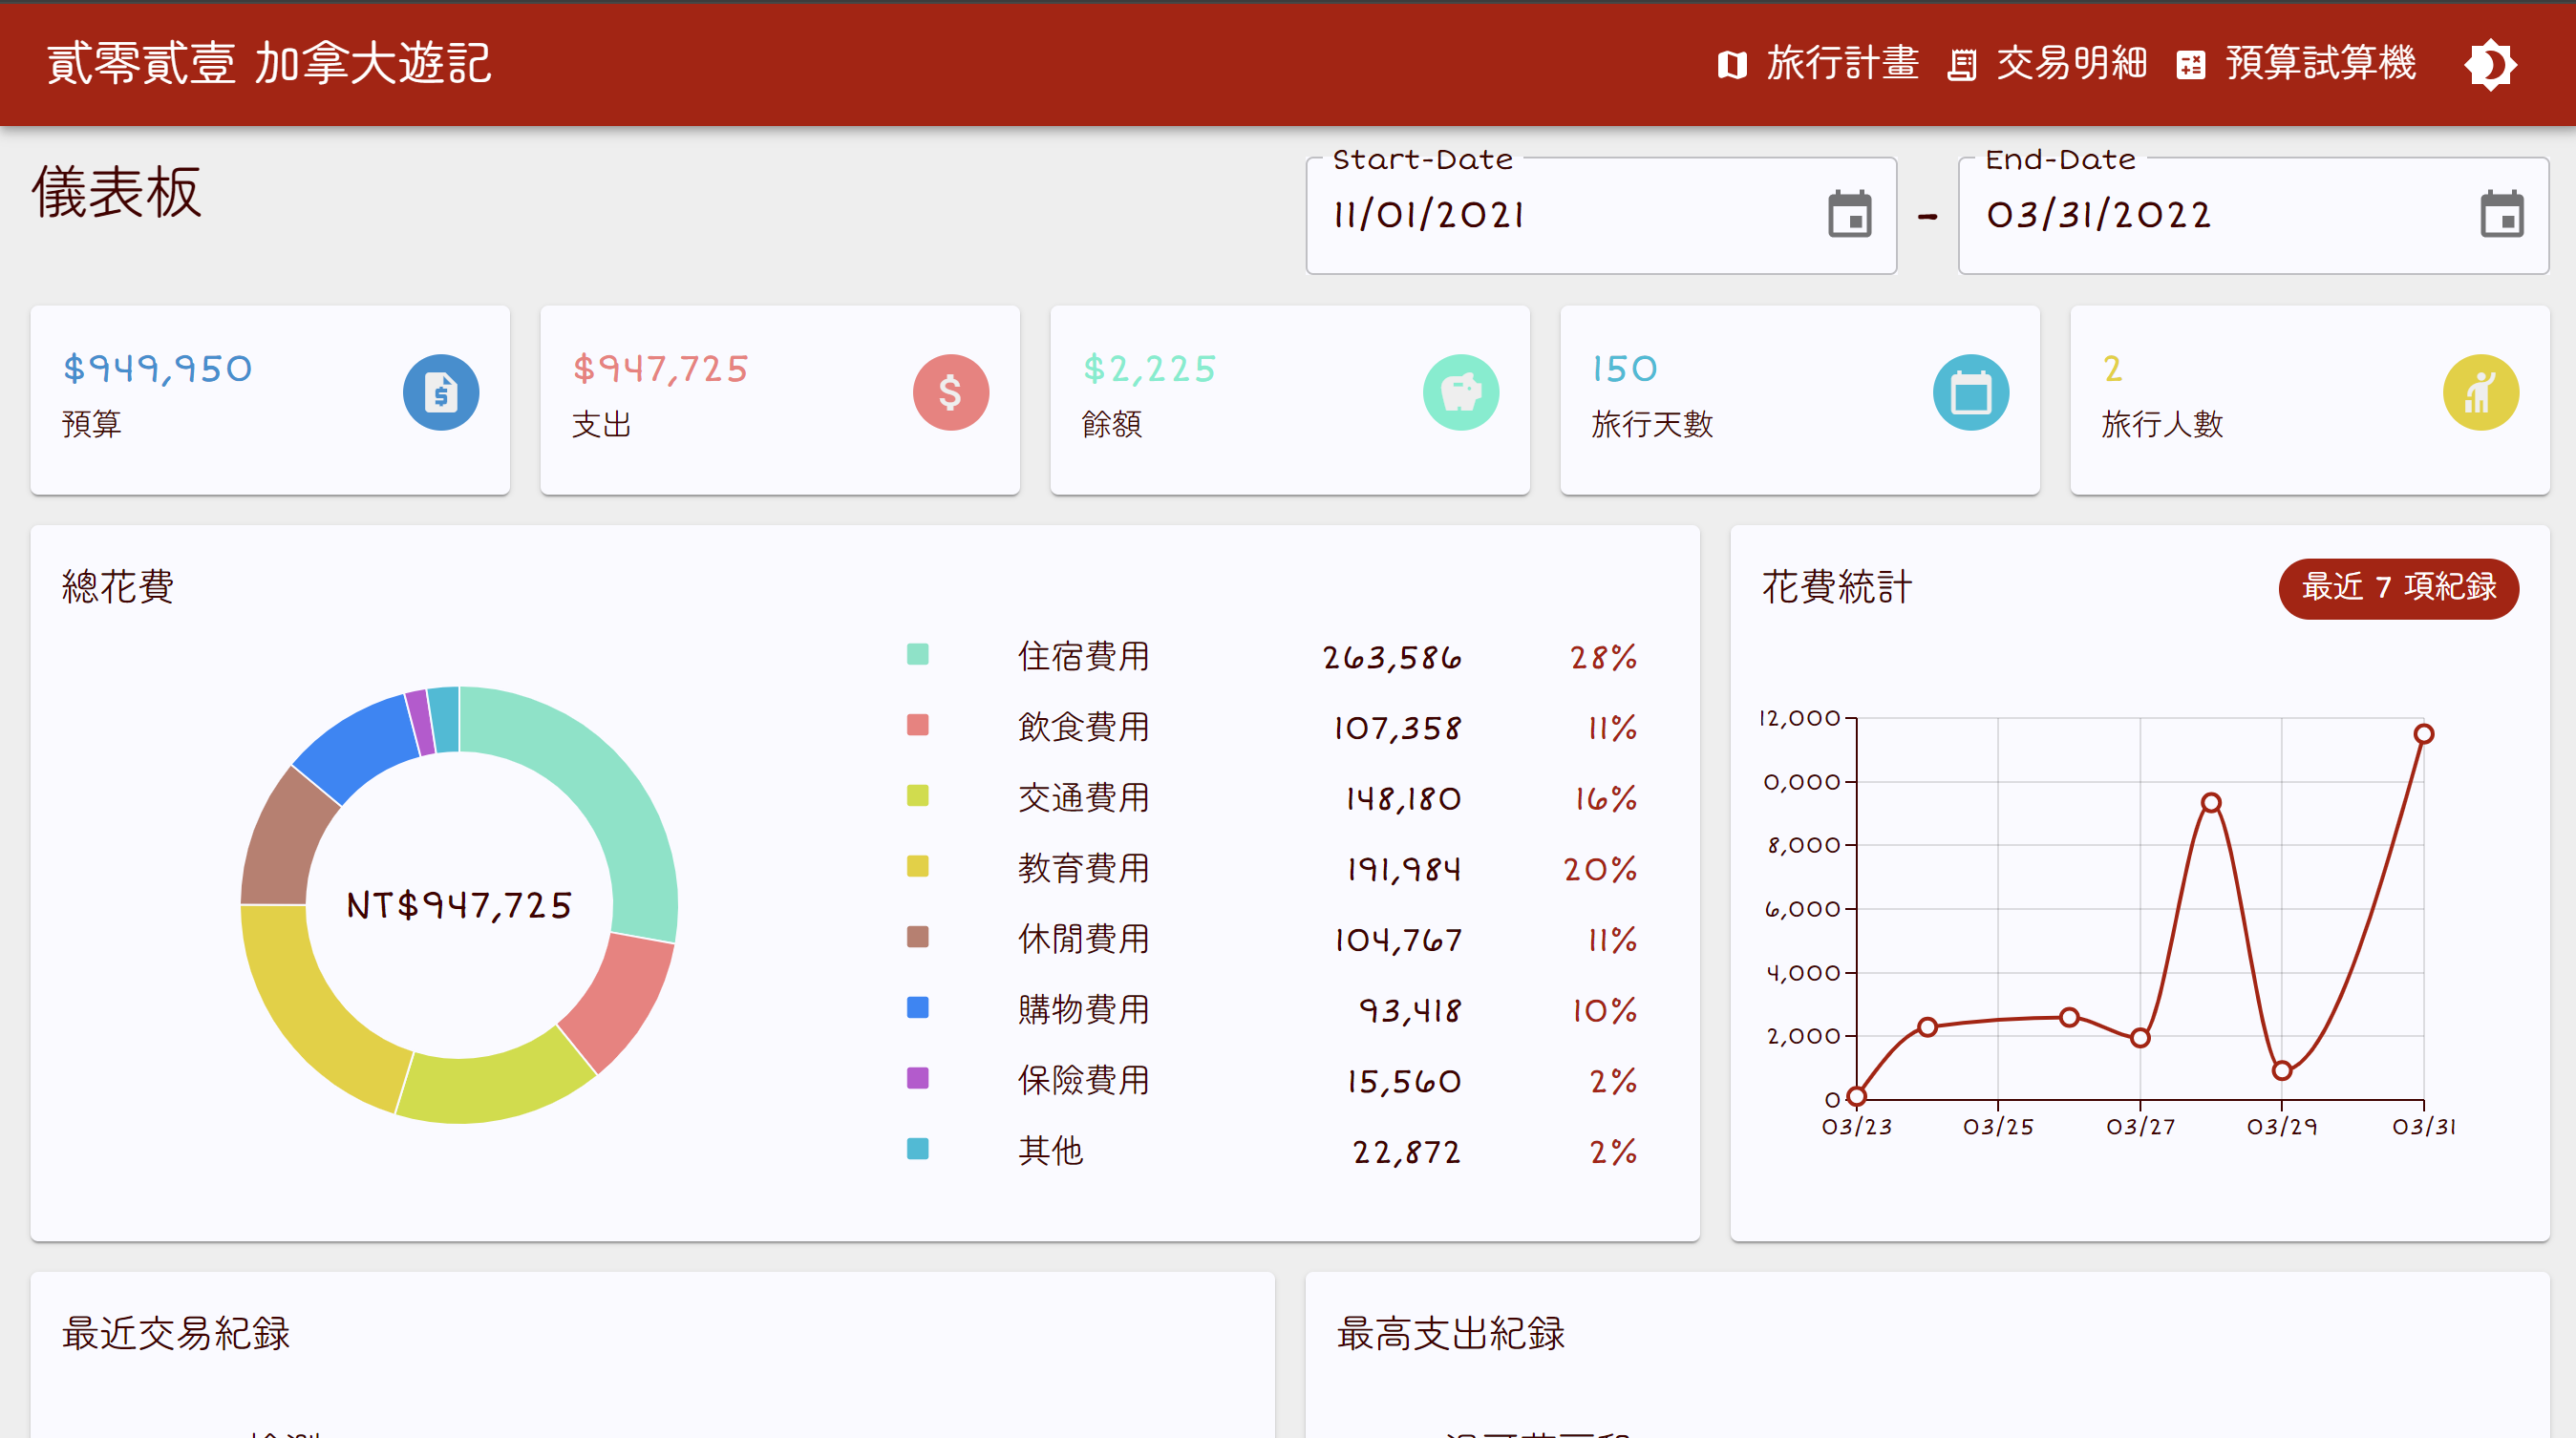 貳零貳壹 加拿大遊記
旅行計畫 交易明細 預算試算機
儀表板
Start-Date
11/01/2021
-
End-Date
03/31/2022
$949,950
預算
$947,725
支出
$2,225
餘額
150
旅行天數
2
旅行人數
總花費
NT$947,725
住宿費用 263,586 28%
飲食費用 107,358 11%
交通費用 148,180 16%
教育費用 191,984 20%
休閒費用 104,767 11%
購物費用 93,418 10%
保險費用 15,560 2%
其他 22,872 2%
花費統計
最近 7 項紀録
12,000
0,000
8,000
6,000
4,000
2,000
0
03/23 03/25 03/27 03/29 03/31
最近交易紀録
最高支出紀録